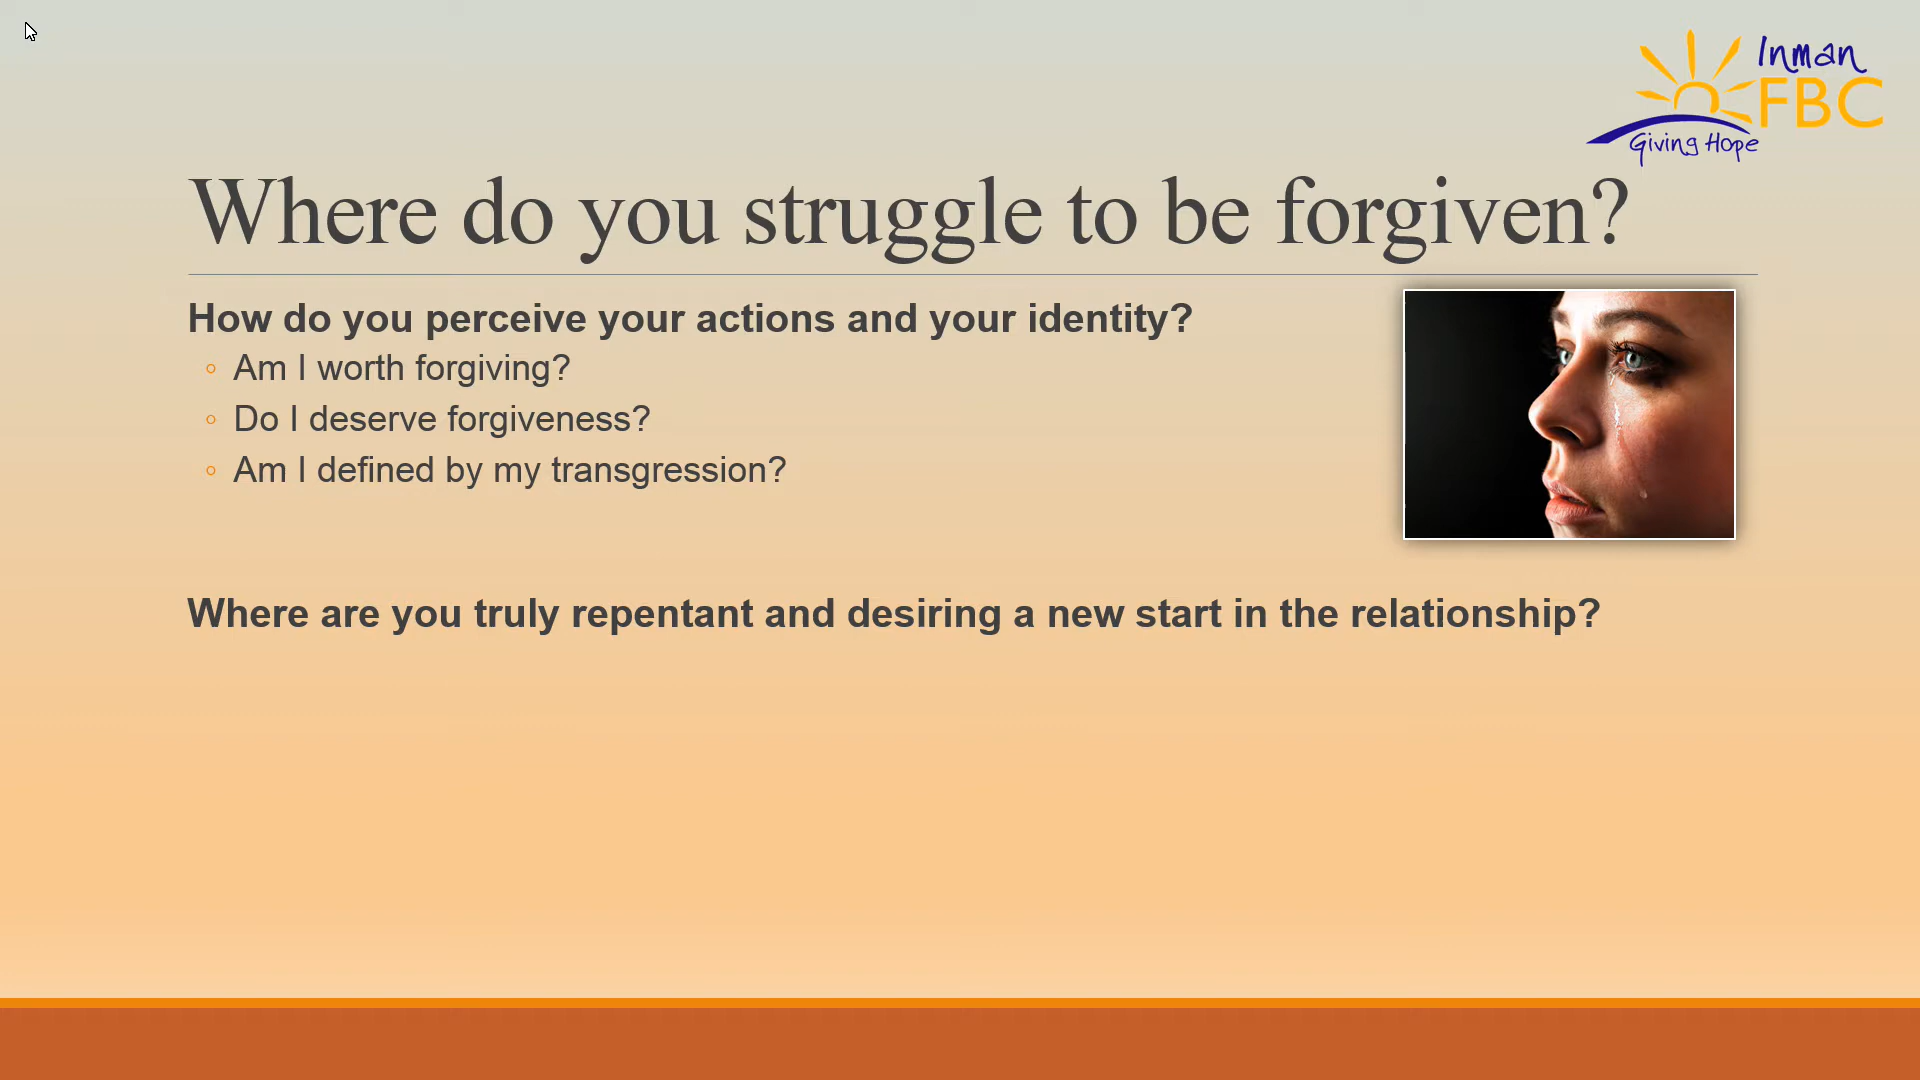 Inman
FBC
Giving Hope
Where do you struggle to be forgiven?
How do you perceive your actions and your identity?
Am I worth forgiving?
Do I deserve forgiveness?
Am I defined by my transgression?
Where are you truly repentant and desiring a new start in the relationship?